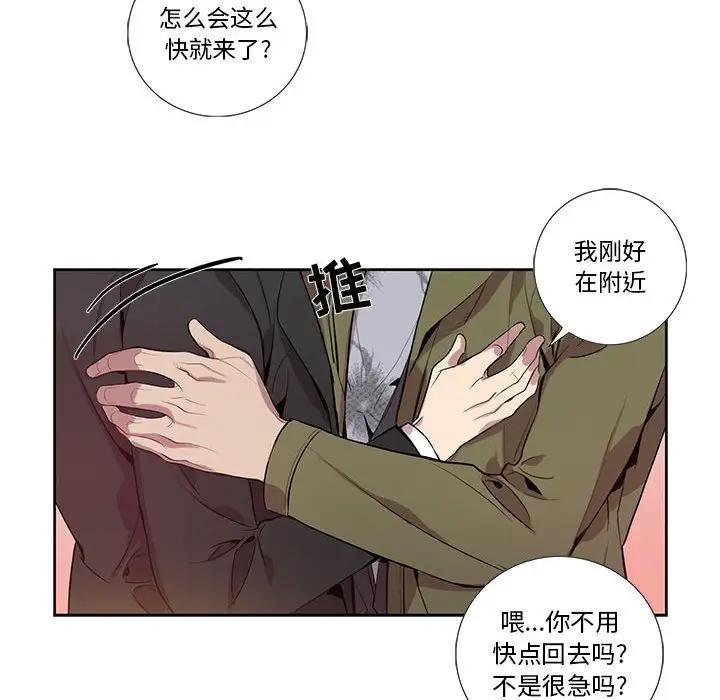 怎么会这么
快就来了?
我刚好
在附近
推
喂...你不用
快点回去吗?
不是很急吗?